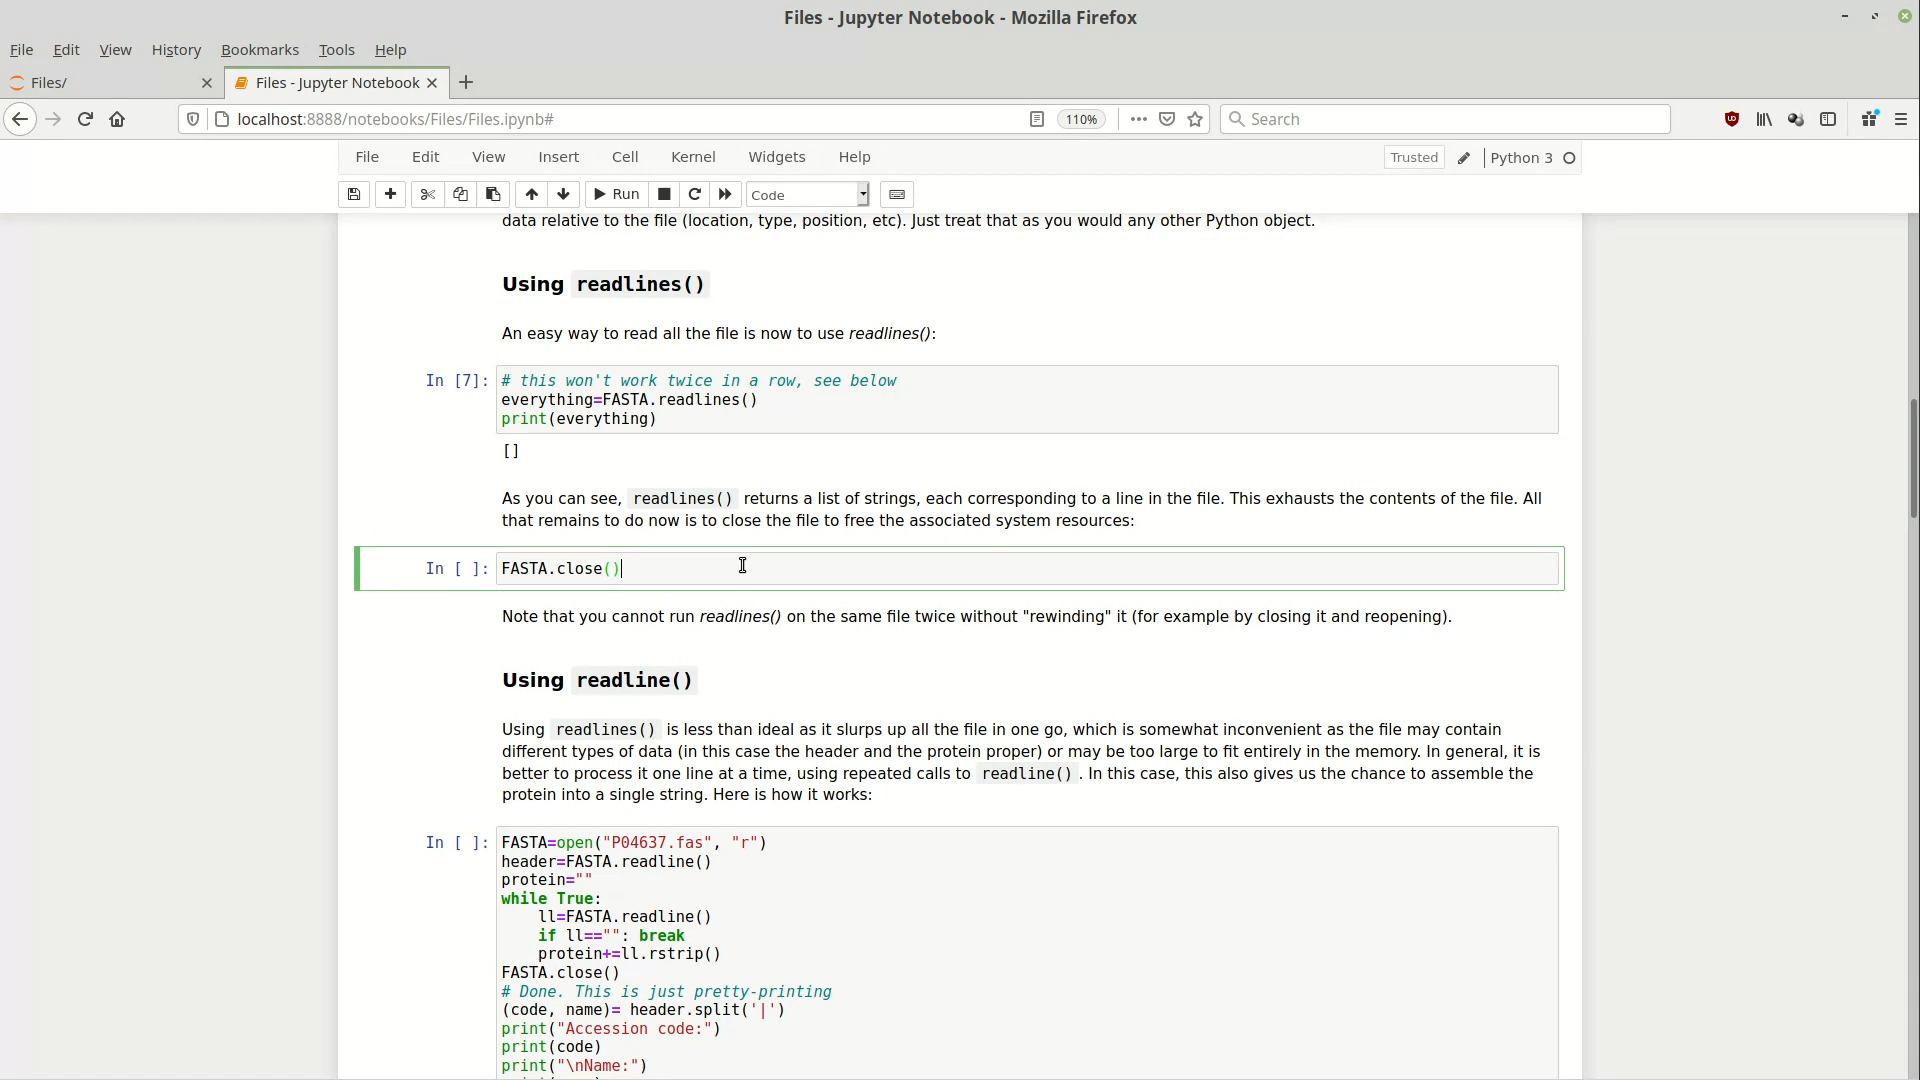 Files - Jupyter Notebook - Mozilla Firefox
File Edit View History Bookmarks Tools Help
Files/
Files - Jupyter Notebook
localhost:8888/notebooks/Files/Files.ipynb#
110%
Search
File Edit View Insert Cell Kernel Widgets Help
Trusted
Python 3
Run
Code
data relative to the file (location, type, position, etc). Just treat that as you would any other Python object.
Using readlines()
An easy way to read all the file is now to use readlines():
In [7]:
# this won't work twice in a row, see below
everything=FASTA.readlines()
print(everything)
[]
As you can see, readlines() returns a list of strings, each corresponding to a line in the file. This exhausts the contents of the file. All
that remains to do now is to close the file to free the associated system resources:
In [ ]:
FASTA.close()
Note that you cannot run readlines() on the same file twice without "rewinding" it (for example by closing it and reopening).
Using readline()
Using readlines() is less than ideal as it slurps up all the file in one go, which is somewhat inconvenient as the file may contain
different types of data (in this case the header and the protein proper) or may be too large to fit entirely in the memory. In general, it is
better to process it one line at a time, using repeated calls to readline() . In this case, this also gives us the chance to assemble the
protein into a single string. Here is how it works:
In [ ]:
FASTA=open("P04637.fas", "r")
header=FASTA.readline()
protein=""
while True:
    ll=FASTA.readline()
    if ll=="": break
    protein+=ll.rstrip()
FASTA.close()
# Done. This is just pretty-printing
(code, name)= header.split('|')
print("Accession code:")
print(code)
print("\nName:")